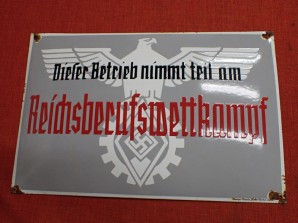 Dieser Betrieb nimmt teil am
Reichsberufswettkampf